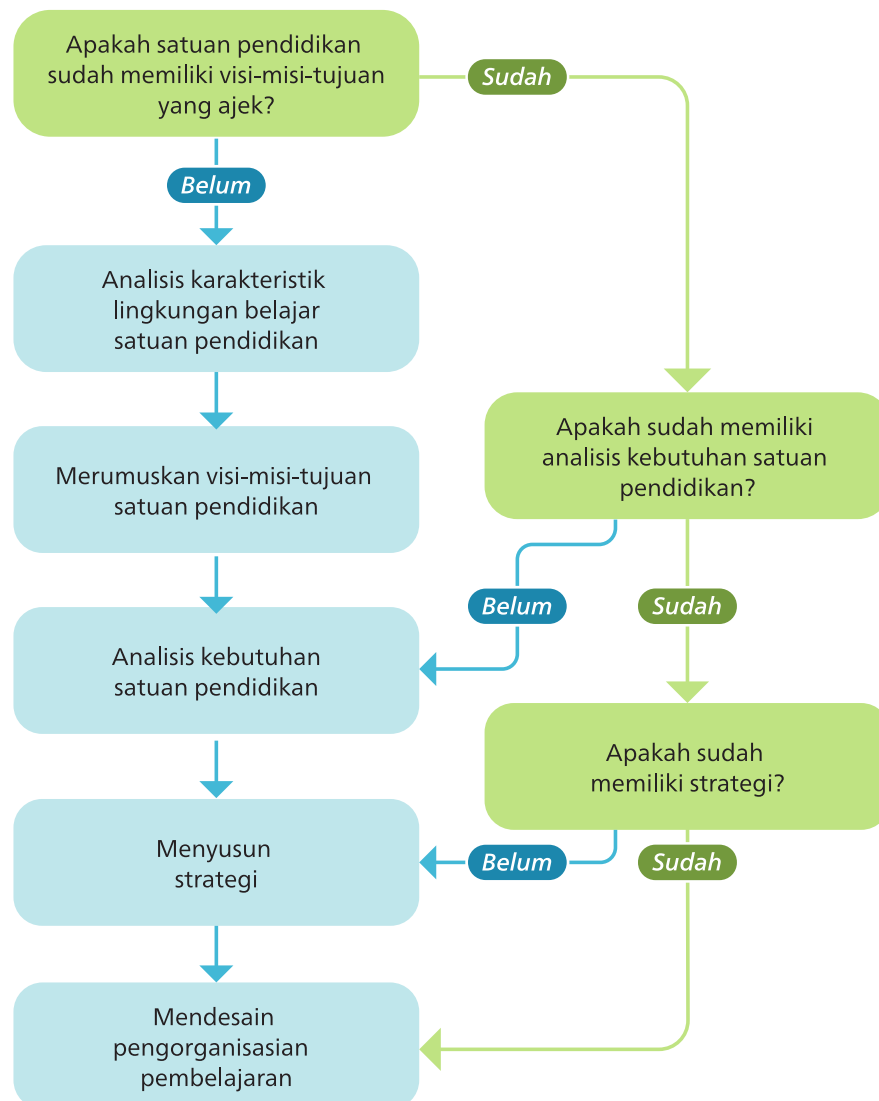 Apakah satuan pendidikan
sudah memiliki visi-misi-tujuan
yang ajek?
Sudah
Belum
Analisis karakteristik
lingkungan belajar
satuan pendidikan
Merumuskan visi-misi-tujuan
satuan pendidikan
Apakah sudah memiliki
analisis kebutuhan satuan
pendidikan?
Belum
Sudah
Analisis kebutuhan
satuan pendidikan
Apakah sudah
memiliki strategi?
Menyusun
strategi
Belum
Sudah
Mendesain
pengorganisasian
pembelajaran